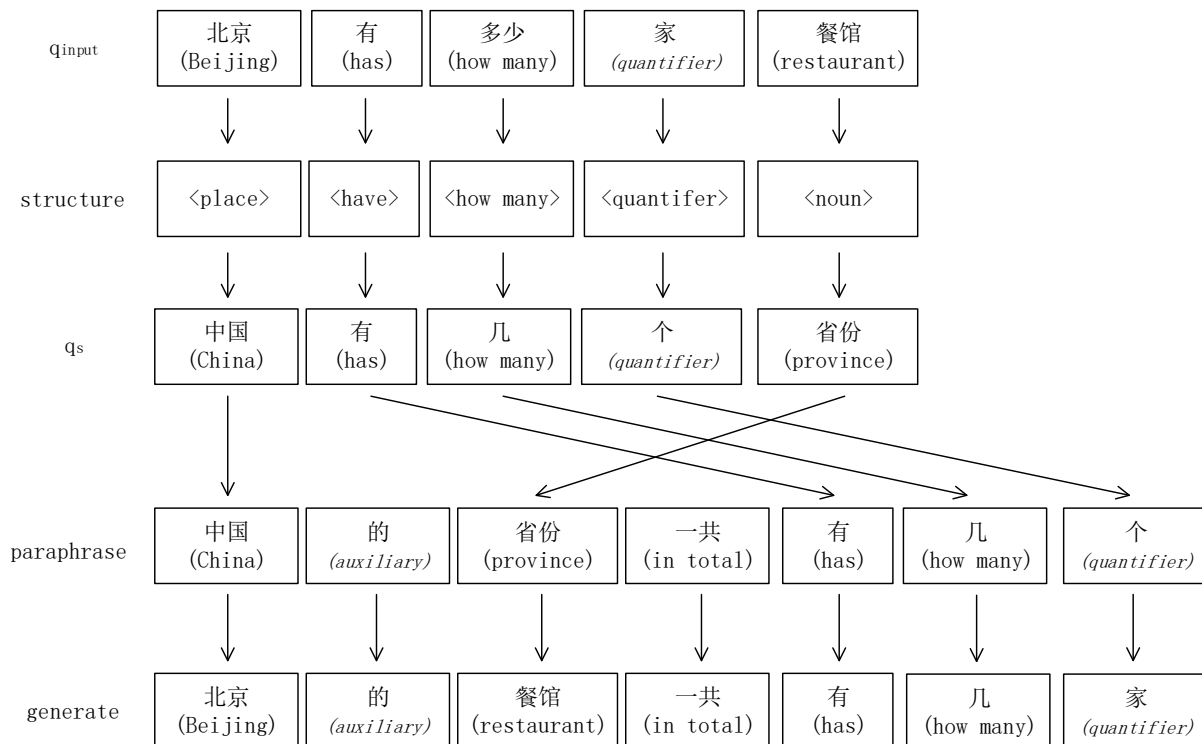 qinput 北京 有 多少 家 餐馆
(Beijing) (has) (how many) (quantifier) (restaurant)
structure <place> <have> <how many> <quantifer> <noun>
qs 中国 有 几 个 省份
(China) (has) (how many) (quantifier) (province)
paraphrase 中国 的 省份 一共 有 几 个
(China) (auxiliary) (province) (in total) (has) (how many) (quantifier)
generate 北京 的 餐馆 一共 有 几 家
(Beijing) (auxiliary) (restaurant) (in total) (has) (how many) (quantifier)